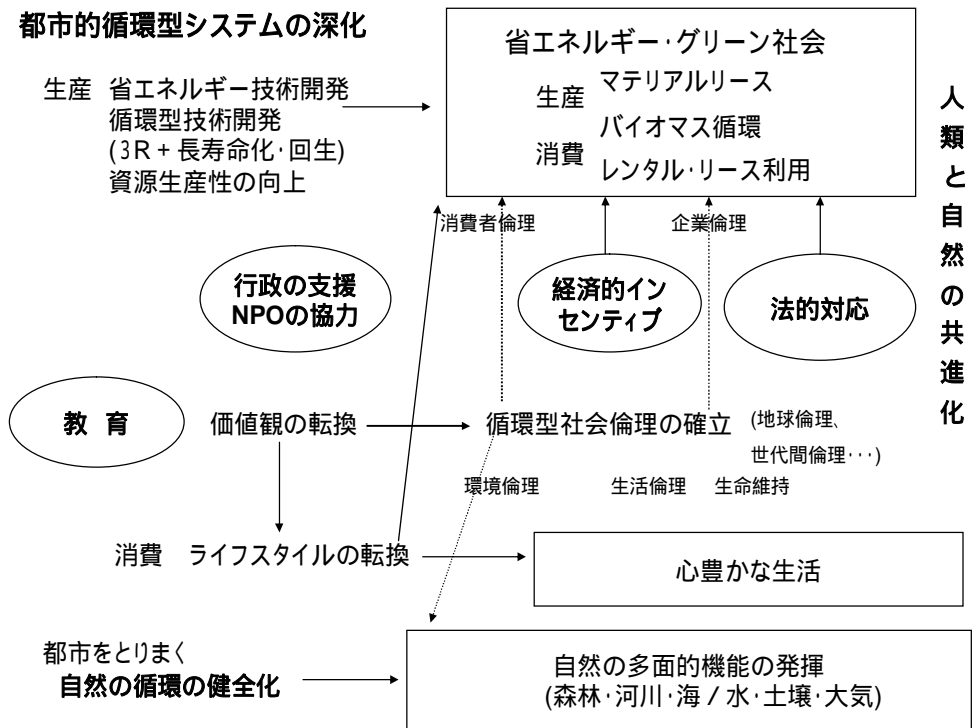 都市的循環型システムの深化
省エネルギー・グリーン社会
生産 マテリアルリース
バイオマス循環
消費
レンタル・リース利用
生産 省エネルギー技術開発
循環型技術開発
(3R+長寿命化・回生)
資源生産性の向上
人類と自然の共進化
消費者倫理
企業倫理
行政の支援
NPOの協力
経済的イン
センティブ
法的対応
教 育
価値観の転換
循環型社会倫理の確立
(地球倫理、
世代間倫理・・・)
環境倫理
生活倫理
生命維持
消費 ライフスタイルの転換
心豊かな生活
都市をとりまく
自然の循環の健全化
自然の多面的機能の発揮
(森林・河川・海/水・土壌・大気)